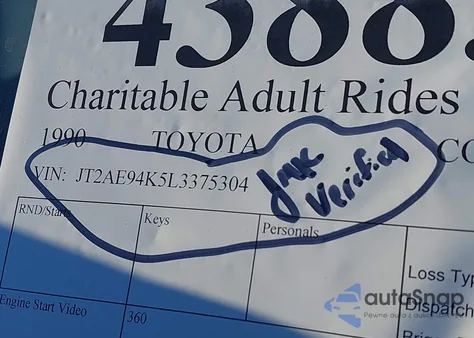 Charitable Adult Rides
1990 TOYOTA CO
VIN: JT2AE94K5L3375304
Verified
RND/Start Keys Personals
Loss Typ
Engine Start Video 360 Dispatch
autoSnap